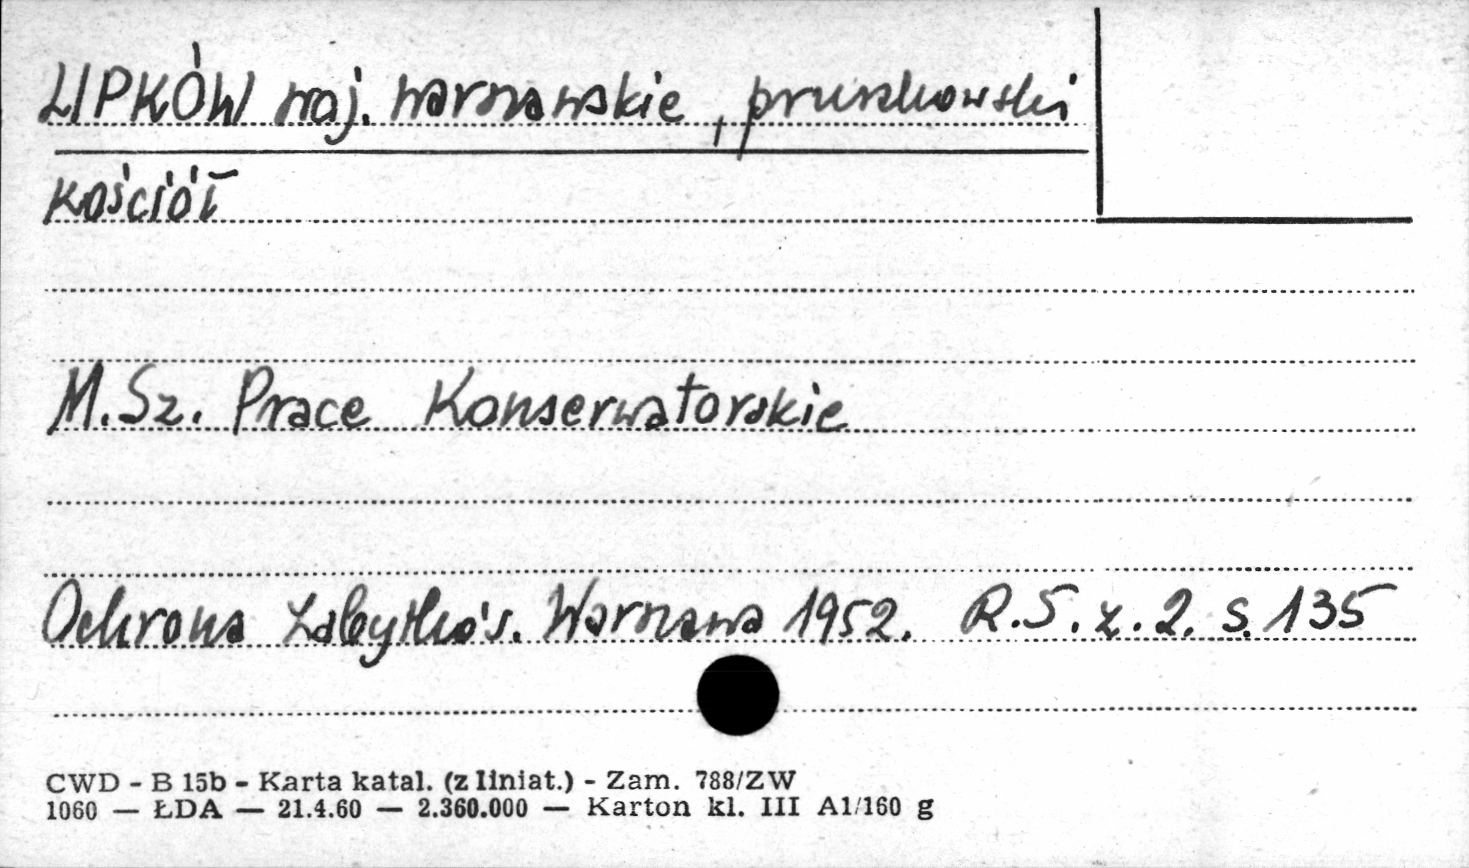 LIPKÓW woj. warszawskie, pruszkowski
kościół
M.Sz. Prace Konserwatorskie
Ochrona Zabytków. Warszawa 1952. R.5. z. 2. s. 135
CWD - B 15b - Karta katal. (z liniat.) - Zam. 788/ZW
1060 — ŁDA — 21.4.60 — 2.360.000 — Karton kl. III A1/160 g